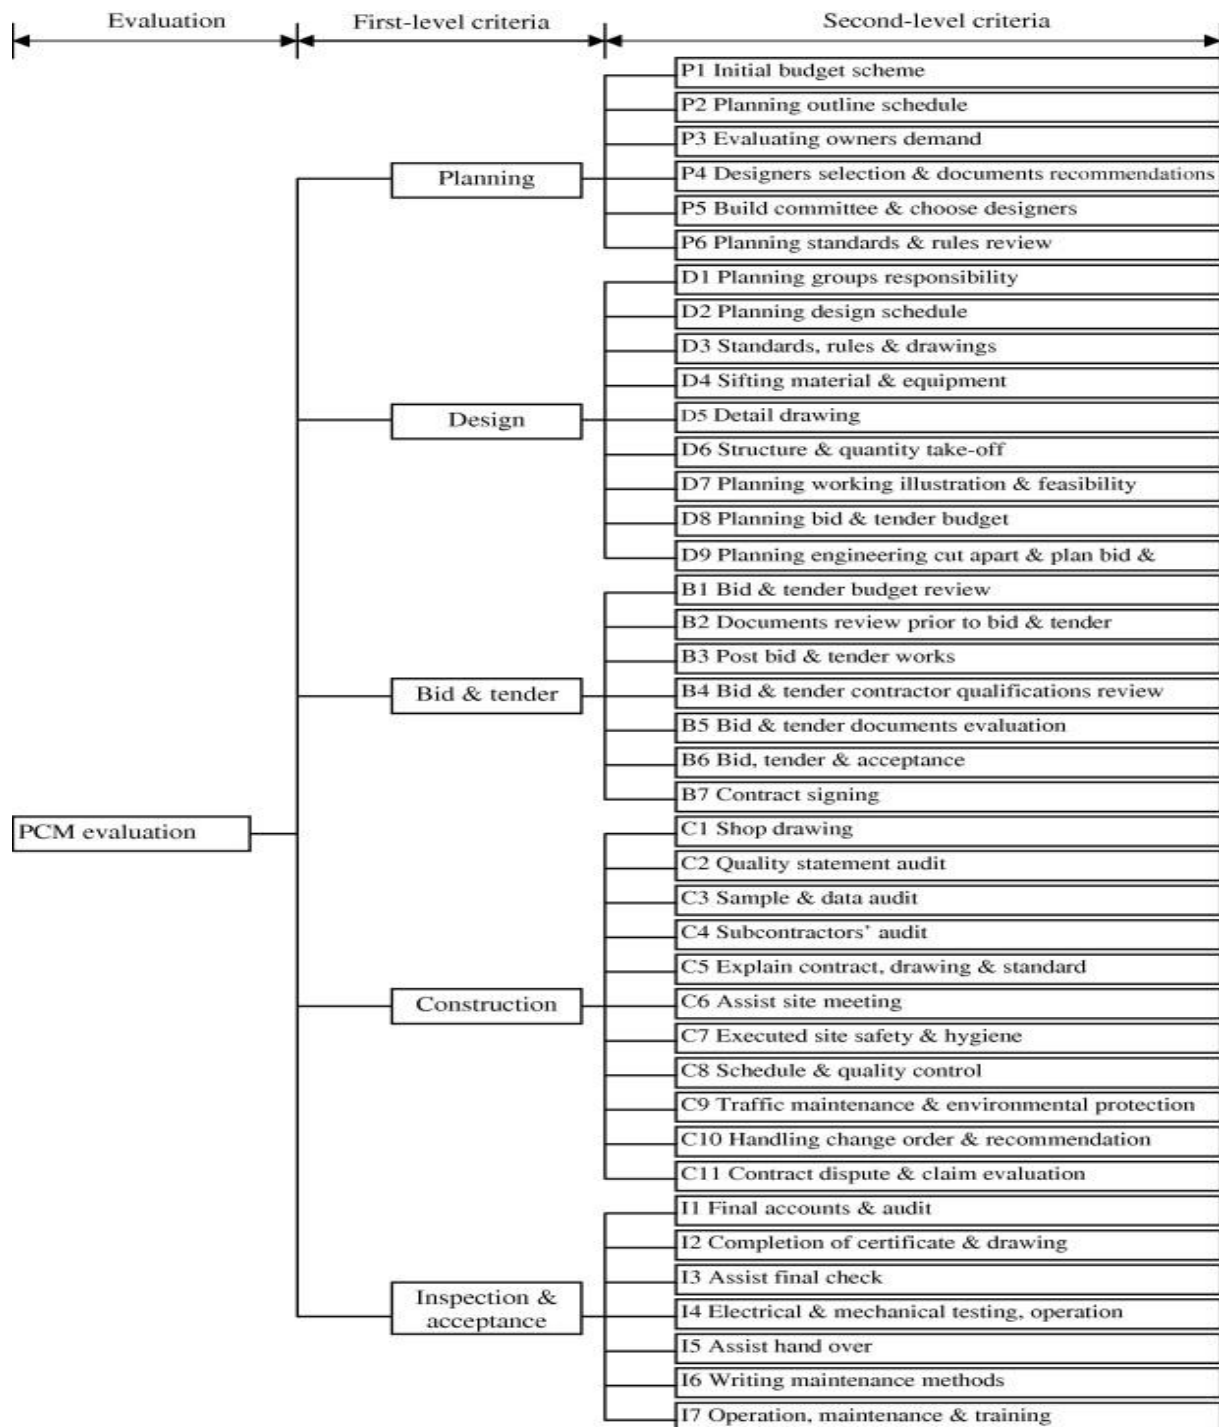 Evaluation
First-level criteria
Second-level criteria
PCM evaluation
Planning
P1 Initial budget scheme
P2 Planning outline schedule
P3 Evaluating owners demand
P4 Designers selection & documents recommendations
P5 Build committee & choose designers
P6 Planning standards & rules review
Design
D1 Planning groups responsibility
D2 Planning design schedule
D3 Standards, rules & drawings
D4 Sifting material & equipment
D5 Detail drawing
D6 Structure & quantity take-off
D7 Planning working illustration & feasibility
D8 Planning bid & tender budget
D9 Planning engineering cut apart & plan bid &
Bid & tender
B1 Bid & tender budget review
B2 Documents review prior to bid & tender
B3 Post bid & tender works
B4 Bid & tender contractor qualifications review
B5 Bid & tender documents evaluation
B6 Bid, tender & acceptance
B7 Contract signing
Construction
C1 Shop drawing
C2 Quality statement audit
C3 Sample & data audit
C4 Subcontractors’ audit
C5 Explain contract, drawing & standard
C6 Assist site meeting
C7 Executed site safety & hygiene
C8 Schedule & quality control
C9 Traffic maintenance & environmental protection
C10 Handling change order & recommendation
C11 Contract dispute & claim evaluation
Inspection &
acceptance
I1 Final accounts & audit
I2 Completion of certificate & drawing
I3 Assist final check
I4 Electrical & mechanical testing, operation
I5 Assist hand over
I6 Writing maintenance methods
I7 Operation, maintenance & training